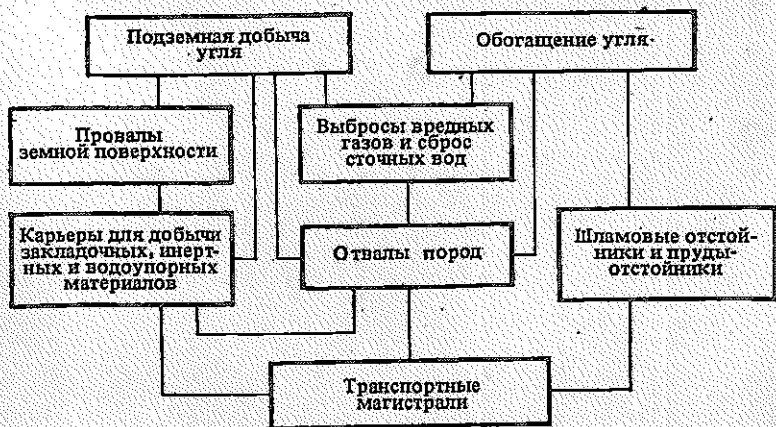 Подземная добыча
угля
Обогащение угля
Провалы
земной поверхности
Выбросы вредных
газов и сброс
сточных вод
Карьеры для добычи
закладочных, инерт-
ных и водоупорных
материалов
Отвалы пород
Шламовые отстой-
ники и пруды-
отстойники
Транспортные
магистрали